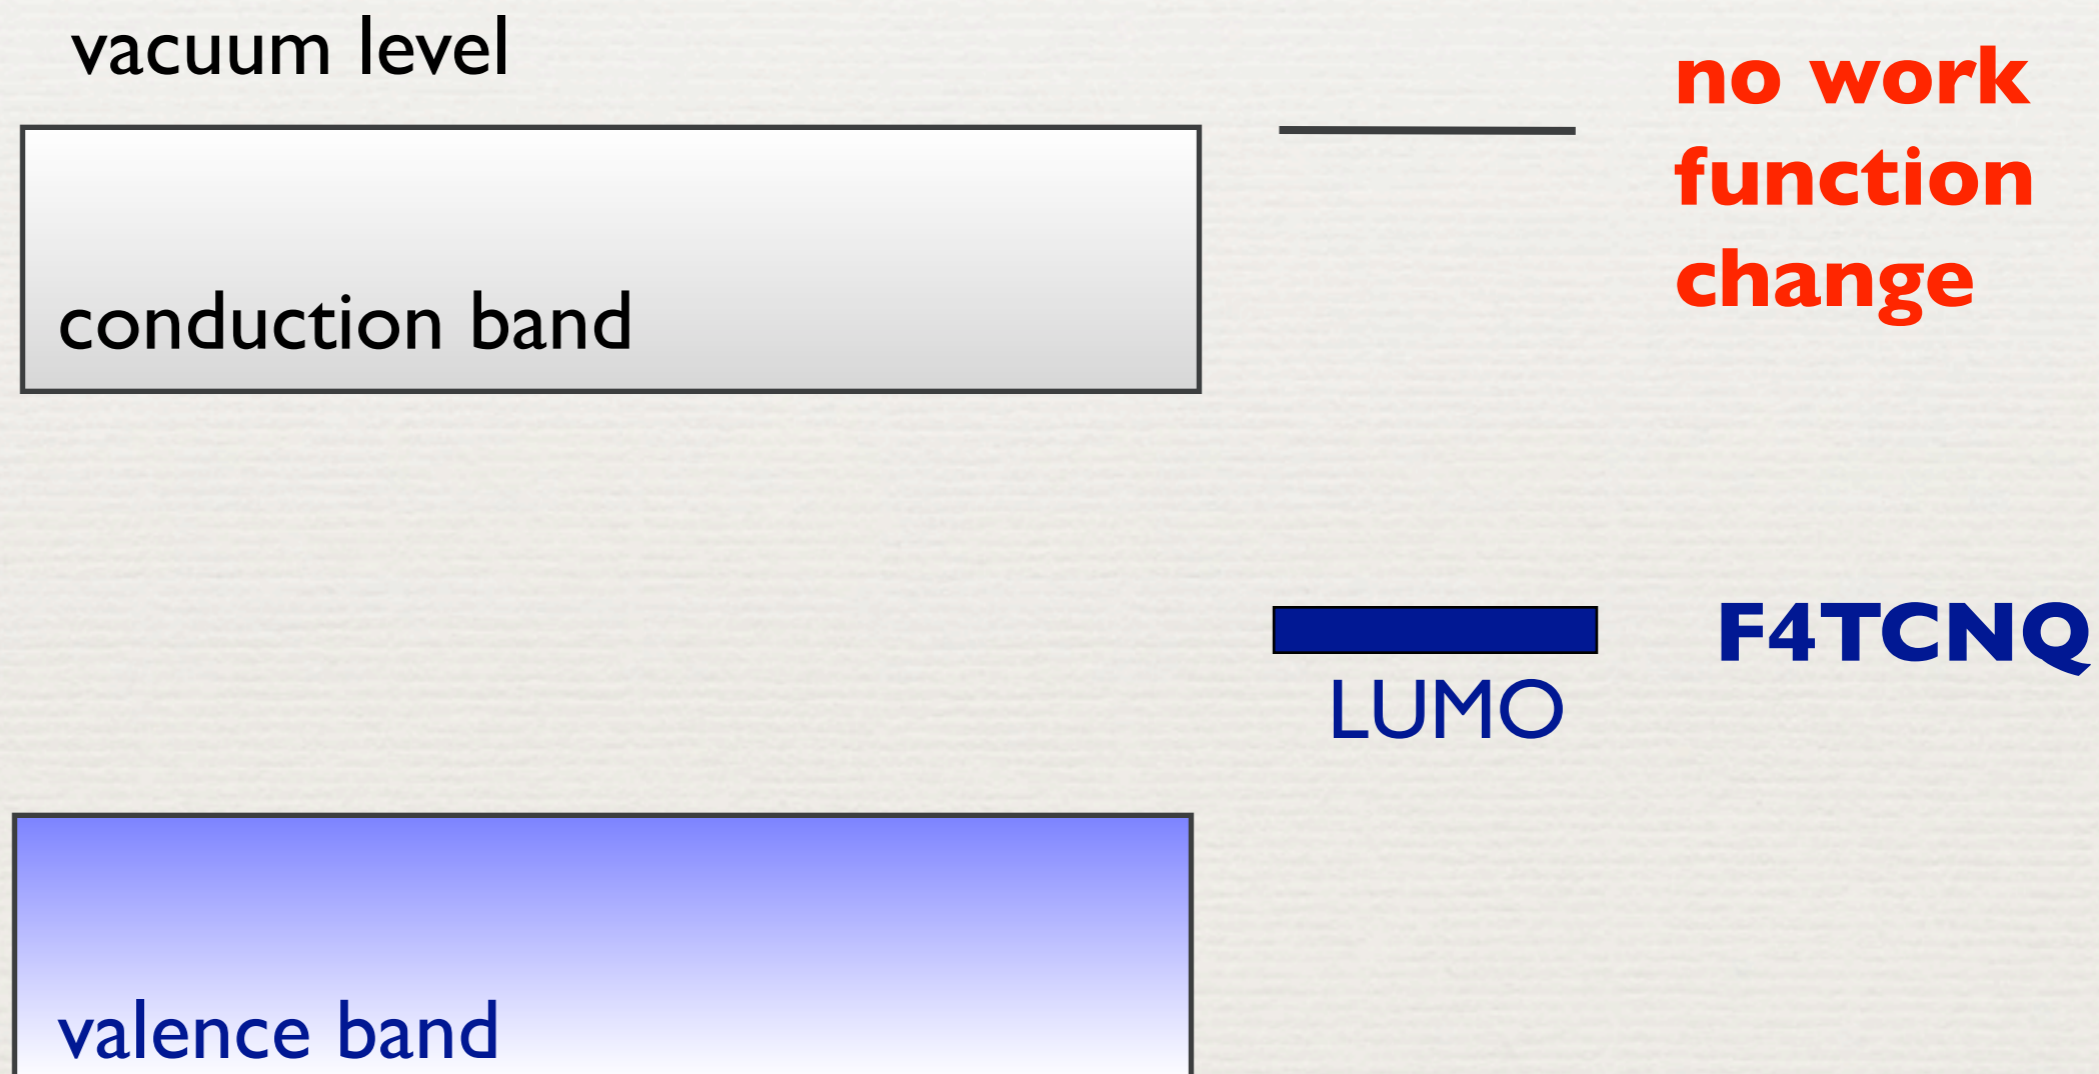 vacuum level
no work
function
change
conduction band
F4TCNQ
LUMO
valence band